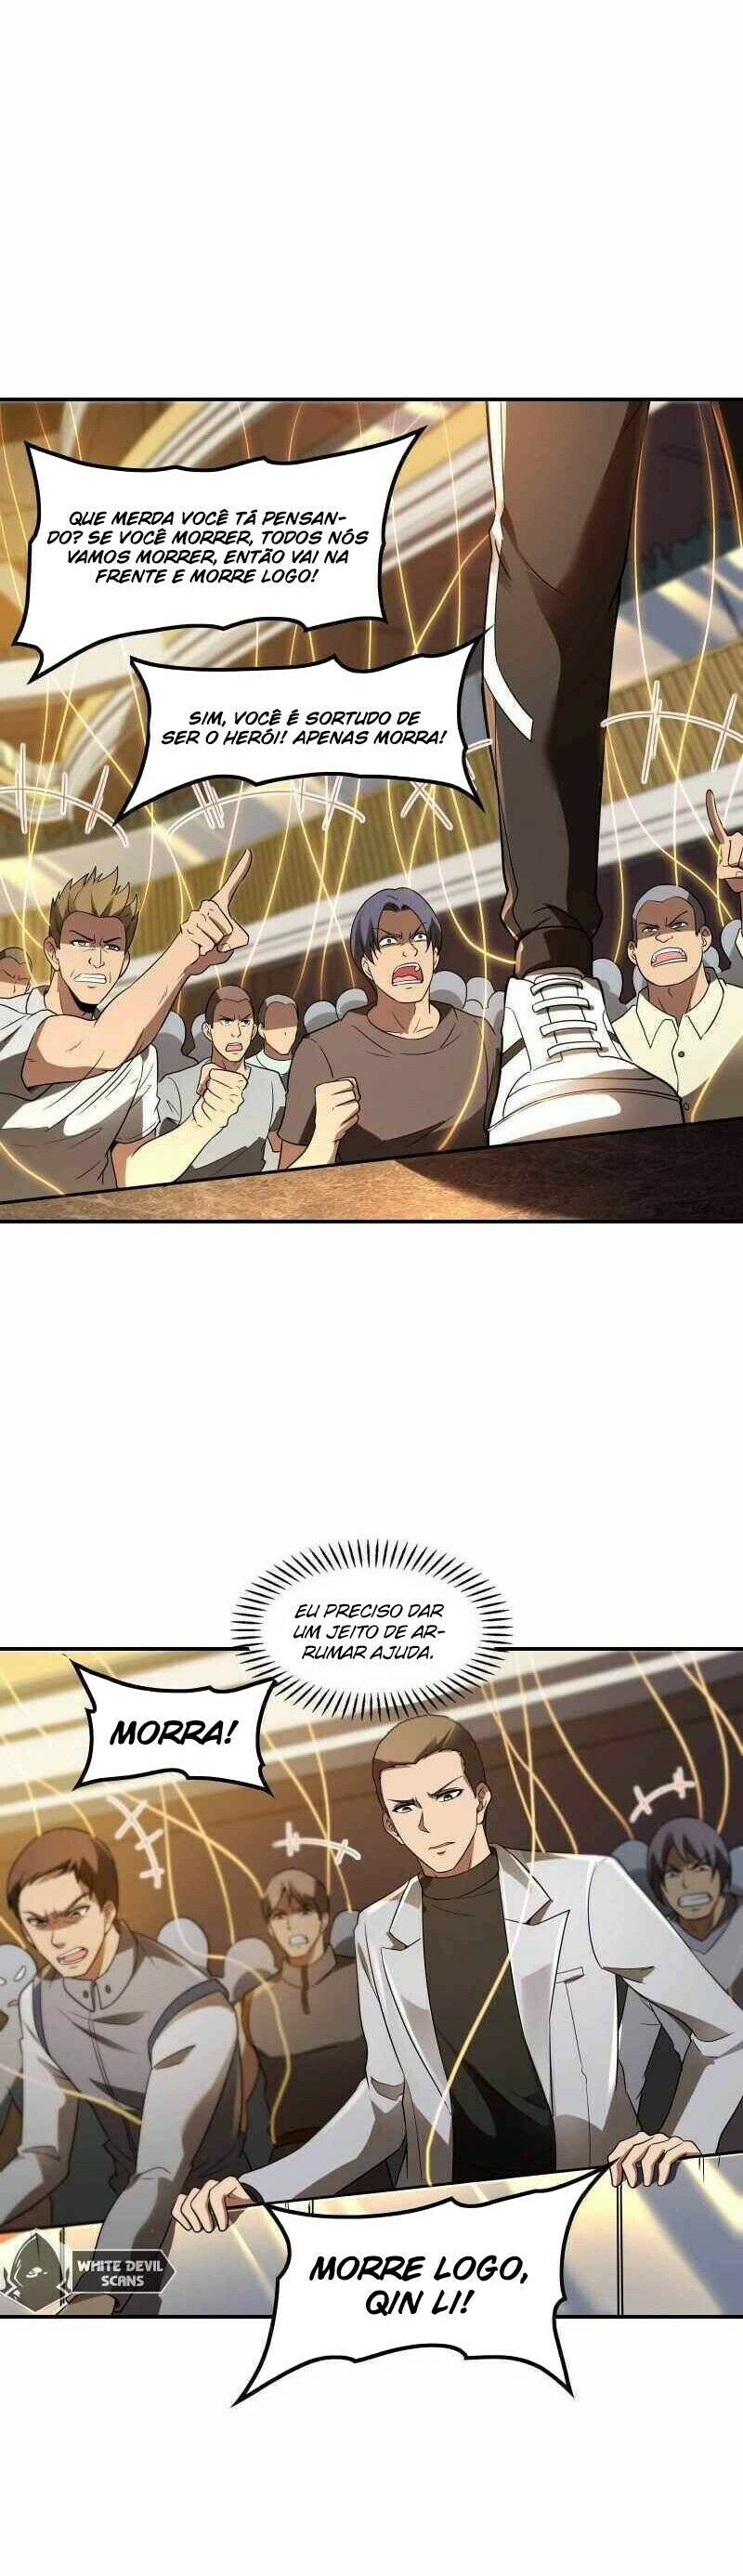 QUE MERDA VOCÊ TÁ PENSAN-
DO? SE VOCÊ MORRER, TODOS NÓS
VAMOS MORRER, ENTÃO VAI NA
FRENTE E MORRE LOGO!
SIM, VOCÊ É SORTUDO DE
SER O HERÓI! APENAS MORRA!
EU PRECISO DAR
UM JEITO DE AR-
RUMAR AJUDA.
MORRA!
WHITE DEVIL
SCANS
MORRE LOGO,
QIN LI!